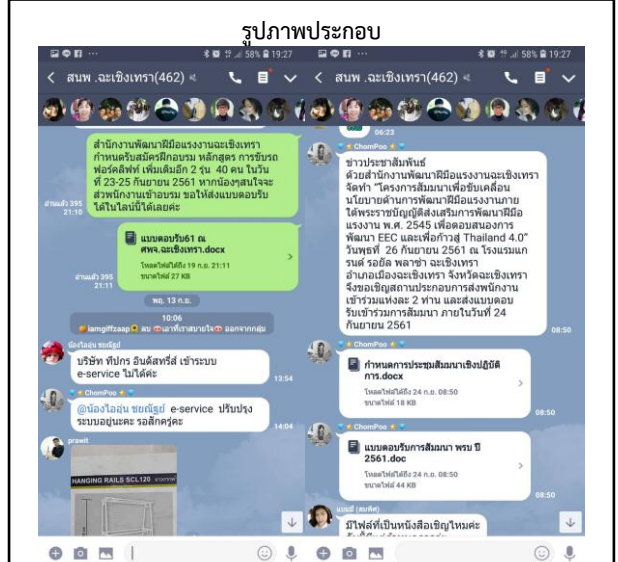 รูปภาพประกอบ
58% 19:27
สนพ.ฉะเชิงเทรา(462)
สำนักงานพัฒนาฝีมือแรงงานฉะเชิงเทรา
กำหนดรับสมัครฝึกอบรม หลักสูตร การขับรถ
ฟอร์คลิฟท์ เพิ่มเติมอีก 2 รุ่น 40 คน ในวัน
ที่ 23-25 กันยายน 2561 หากน้องๆสนใจจะ
ส่วพนักงานเข้าอบรม ขอให้ส่งแบบตอบรับ
ได้ในไลน์นี้ได้เลยค่ะ
อ่านแล้ว 395
21:10
แบบตอบรับ61 ณ
ศพจ.ฉะเชิงเทรา.docx
โหลดไฟล์ได้ถึง 19 ก.ย. 21:11
ขนาดไฟล์ 27 KB
อ่านแล้ว 395
21:11
พฤ. 13 ก.ย.
10:06
iamgiffzaap ลบ เอาที่เราสบายใจ ออกจากกลุ่ม
น้องไออุ่น ชยณัฐย์
บริษัท ทีปกร อินดัสทรี่ส์ เข้าระบบ
e-service ไม่ได้ค่ะ
13:54
ChomPoo
@น้องไออุ่น ชยณัฐย์ e-service ปรับปรุง
ระบบอยู่นะคะ รอสักครู่ค่ะ
14:04
prawit
HANGING RAILS SCL120
58% 19:27
สนพ.ฉะเชิงเทรา(462)
06:23
ChomPoo
ข่าวประชาสัมพันธ์
ด้วยสำนักงานพัฒนาฝีมือแรงงานฉะเชิงเทรา
จัดทำ "โครงการสัมมนาเพื่อขับเคลื่อน
นโยบายด้านการพัฒนาฝีมือแรงงานภาย
ใต้พระราชบัญญัติส่งเสริมการพัฒนาฝีมือ
แรงงาน พ.ศ. 2545 เพื่อตอบสนองการ
พัฒนา EEC และเพื่อก้าวสู่ Thailand 4.0"
วันพุธที่ 26 กันยายน 2561 ณ โรงแรมแก
รนด์ รอยัล พลาซ่า ฉะเชิงเทรา
อำเภอเมืองฉะเชิงเทรา จังหวัดฉะเชิงเทรา
จึงขอเชิญสถานประกอบการส่งพนักงาน
เข้าร่วมแห่งละ 2 ท่าน และส่งแบบตอบ
รับเข้าร่วมการสัมมนา ภายในวันที่ 24
กันยายน 2561
08:50
ChomPoo
กำหนดการประชุมสัมมนาเชิงปฏิบัติ
การ.docx
โหลดไฟล์ได้ถึง 24 ก.ย. 08:50
ขนาดไฟล์ 18 KB
08:50
ChomPoo
แบบตอบรับการสัมมนา พรบ ปี
2561.doc
โหลดไฟล์ได้ถึง 24 ก.ย. 08:50
ขนาดไฟล์ 44 KB
08:50
มีไฟล์ที่เป็นหนังสือเชิญไหมค่ะ